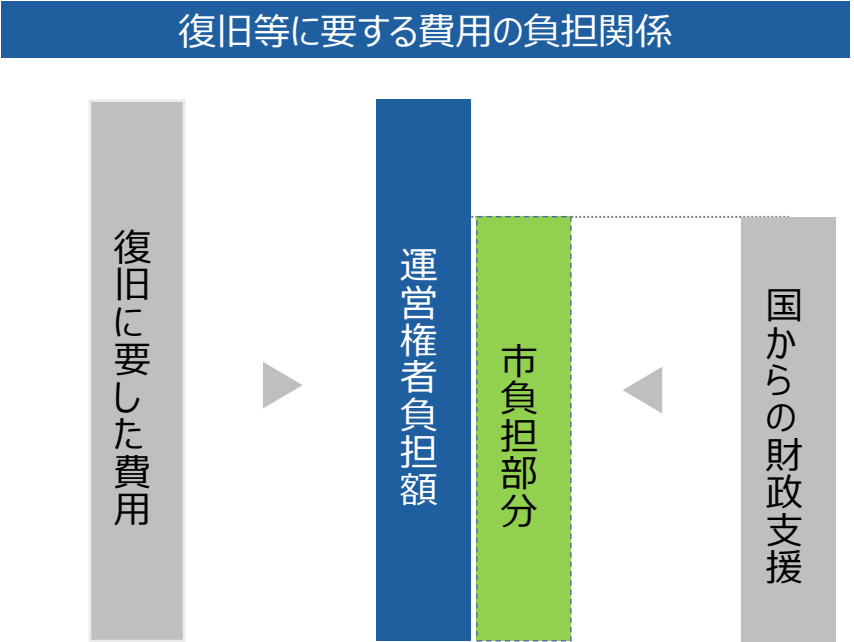 復旧等に要する費用の負担関係
復旧に要した費用
運営権者負担額
市負担部分
国からの財政支援